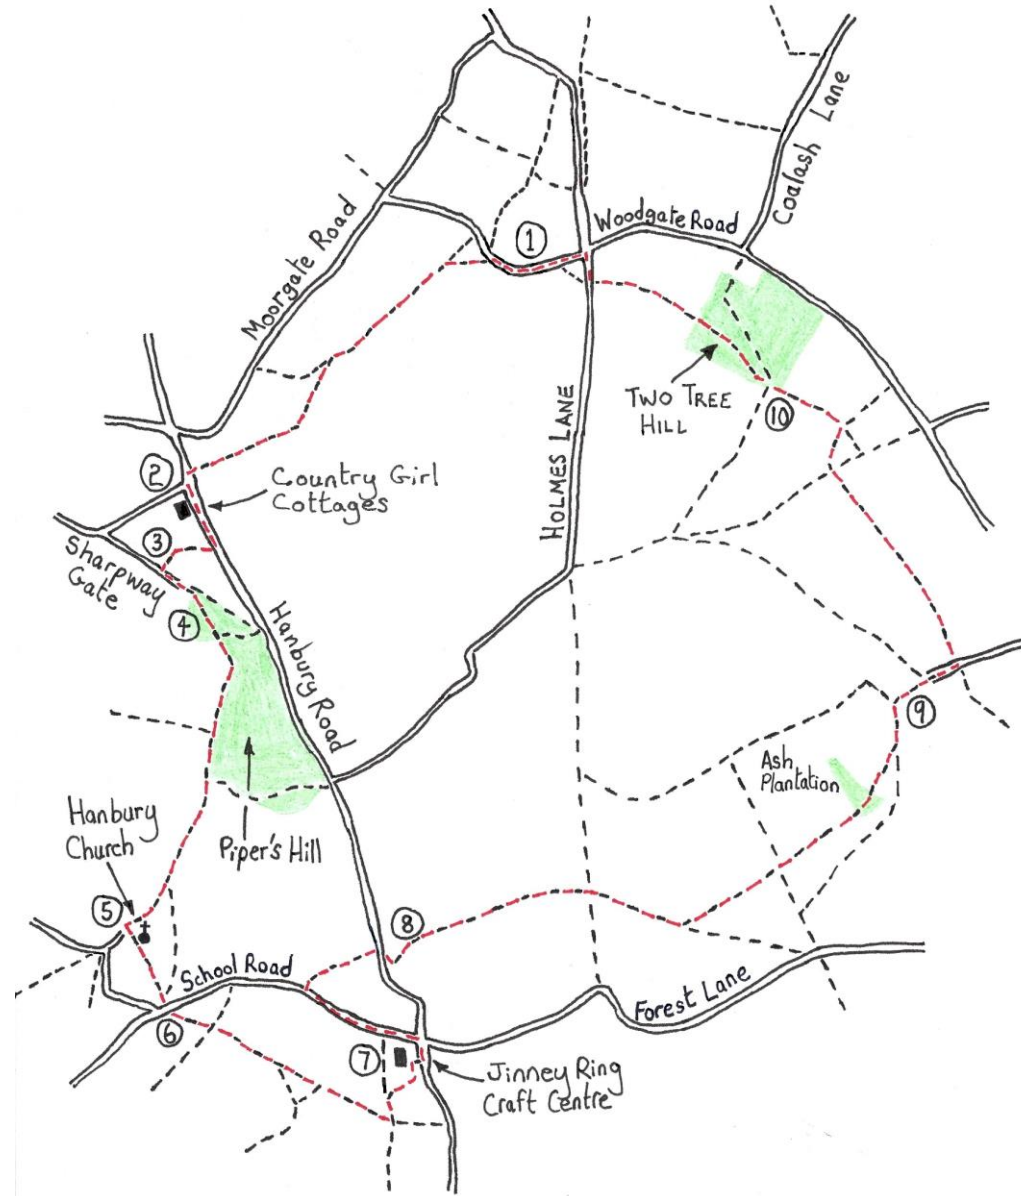 Coalash Lane
Moorgate Road
1
Woodgate Road
TWO TREE
HILL
10
HOLMES LANE
2
Country Girl
Cottages
3
Sharpway
Gate
4
Hanbury Road
9
Ash
Plantation
Hanbury
Church
Piper's Hill
5
8
School Road
Forest Lane
6
7
Jinney Ring
Craft Centre